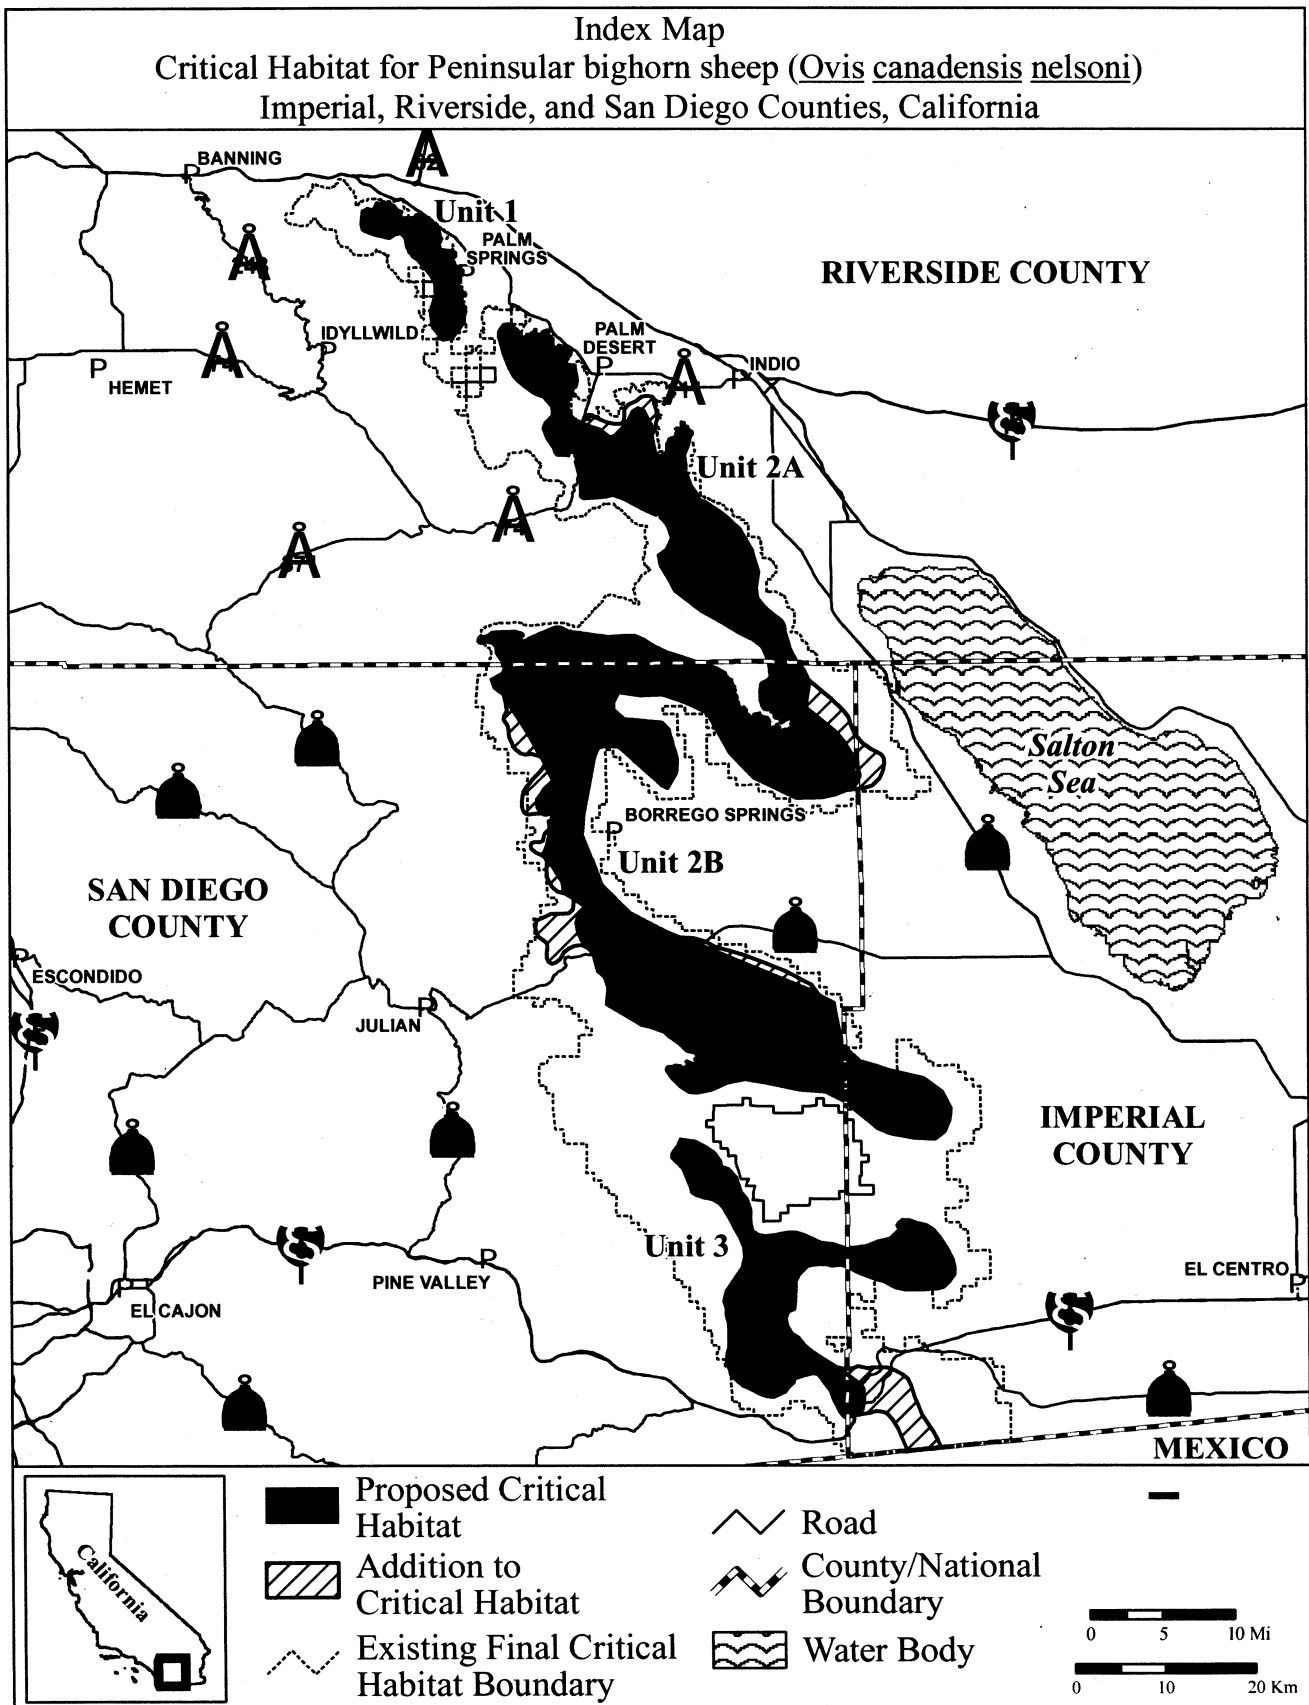 Index Map
Critical Habitat for Peninsular bighorn sheep (Ovis canadensis nelsoni)
Imperial, Riverside, and San Diego Counties, California
BANNING
Unit 1
PALM
SPRINGS
RIVERSIDE COUNTY
IDYLLWILD
PALM
DESERT
INDIO
HEMET
Unit 2A
Salton
Sea
BORREGO SPRINGS
Unit 2B
SAN DIEGO
COUNTY
ESCONDIDO
JULIAN
IMPERIAL
COUNTY
Unit 3
PINE VALLEY
EL CENTRO
EL CAJON
MEXICO
California
Proposed Critical
Habitat
Addition to
Critical Habitat
Existing Final Critical
Habitat Boundary
Road
County/National
Boundary
Water Body
0 5 10 Mi
0 10 20 Km